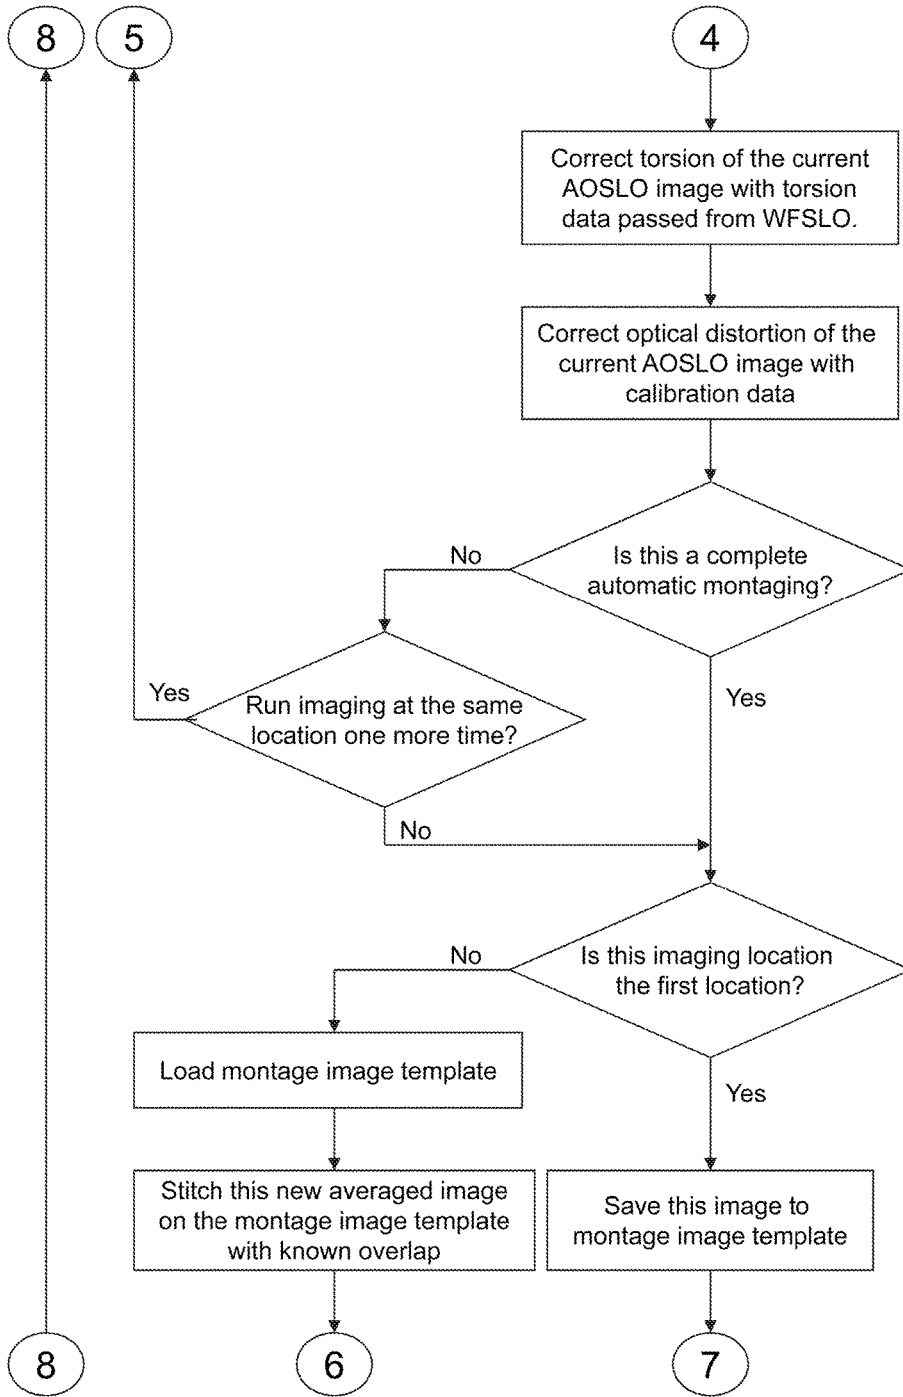 8
5
4
Correct torsion of the current
AOSLO image with torsion
data passed from WFSLO.
Correct optical distortion of the
current AOSLO image with
calibration data
No
Is this a complete
automatic montaging?
Yes
Run imaging at the same
location one more time?
Yes
No
No
Is this imaging location
the first location?
Load montage image template
Yes
Stitch this new averaged image
on the montage image template
with known overlap
Save this image to
montage image template
8
6
7